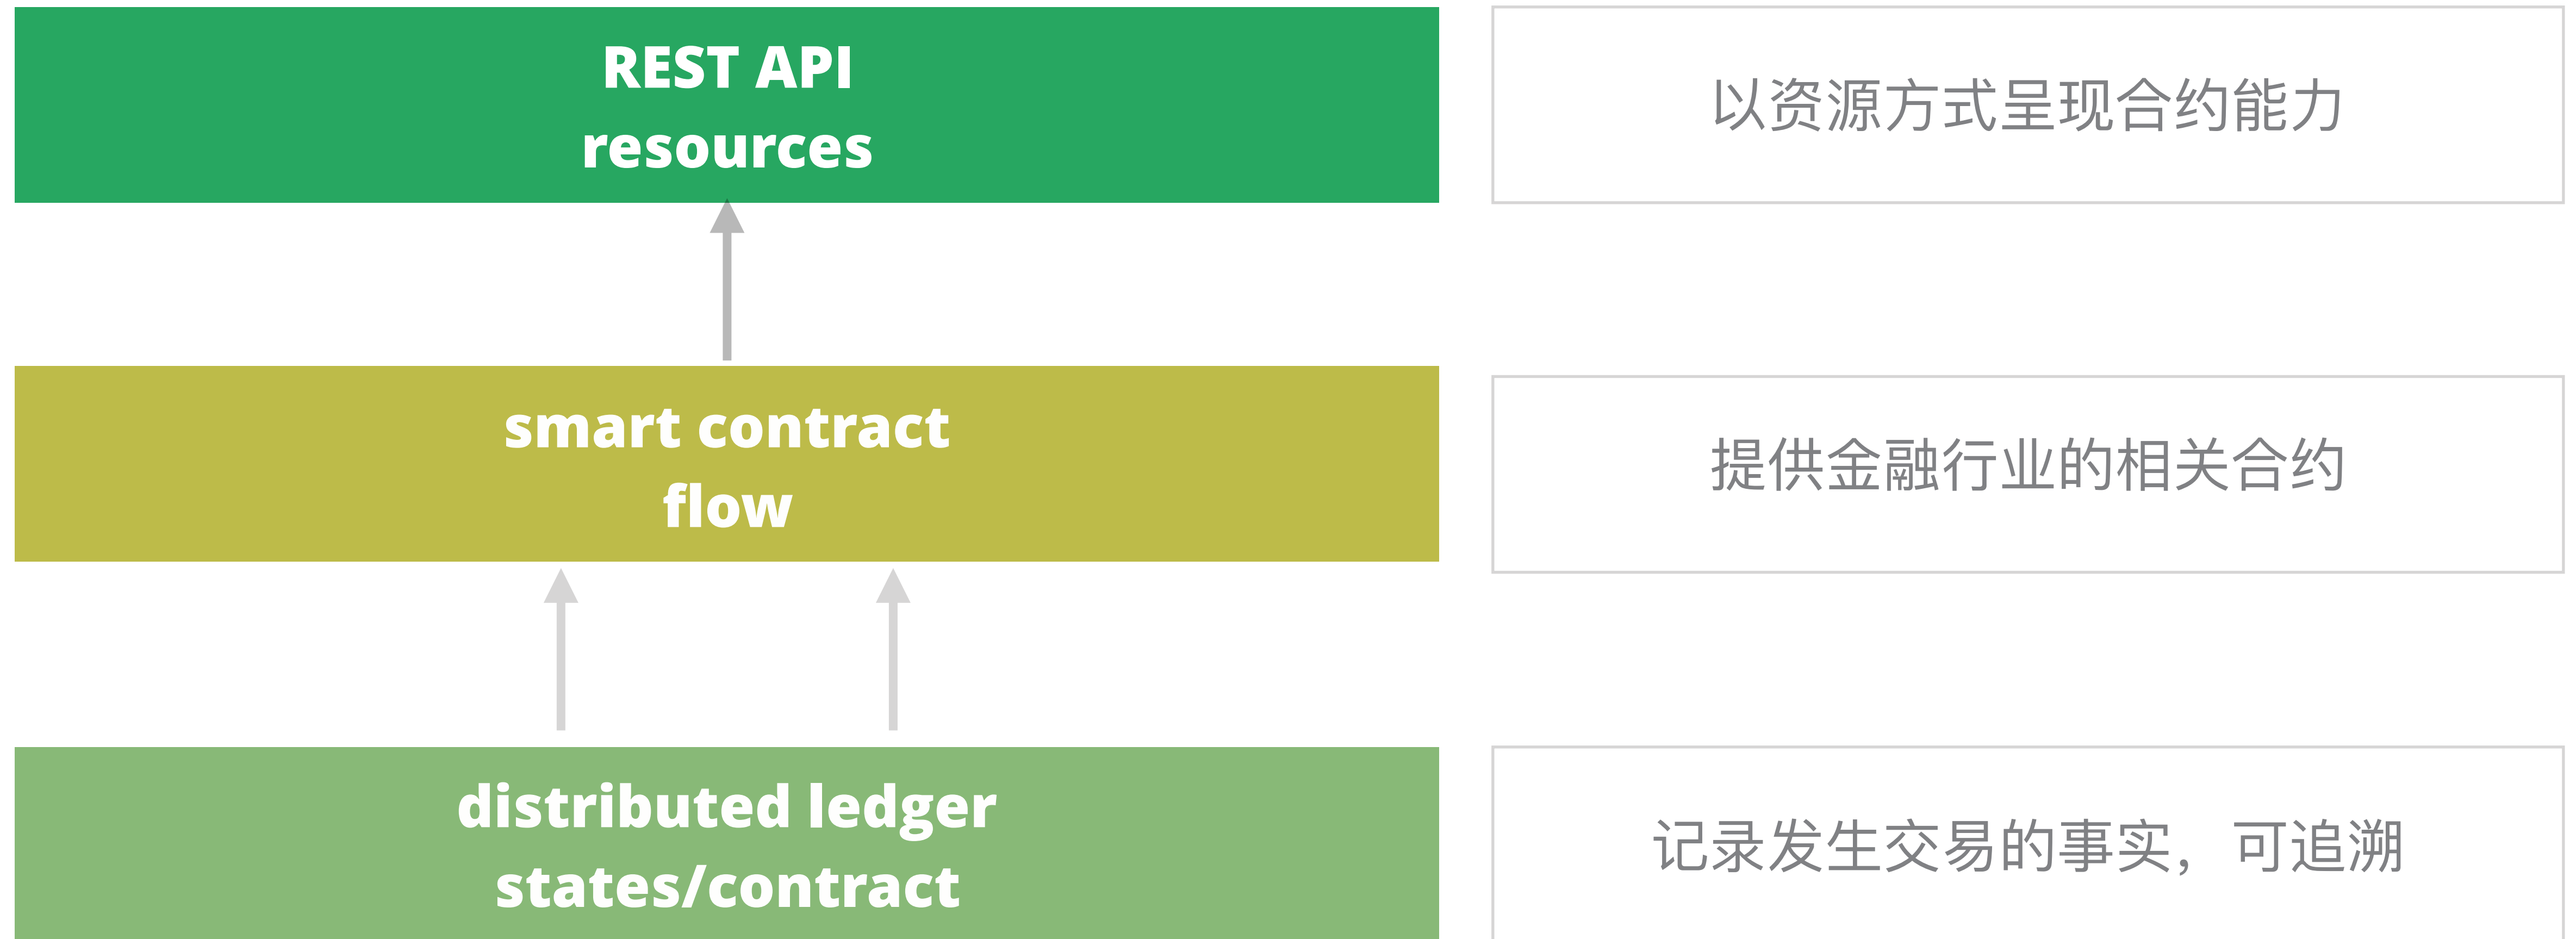 REST API
resources
以资源方式呈现合约能力
smart contract
flow
提供金融行业的相关合约
distributed ledger
states/contract
记录发生交易的事实，可追溯